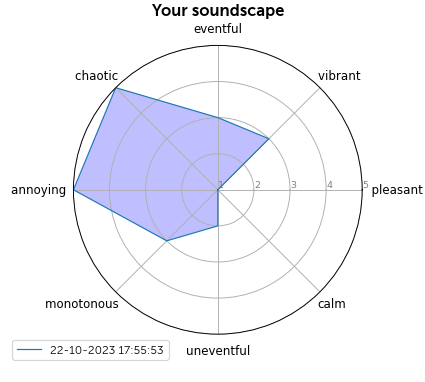 Your soundscape
eventful
chaotic
vibrant
annoying
1 2 3 4 5
pleasant
monotonous
calm
22-10-2023 17:55:53
uneventful